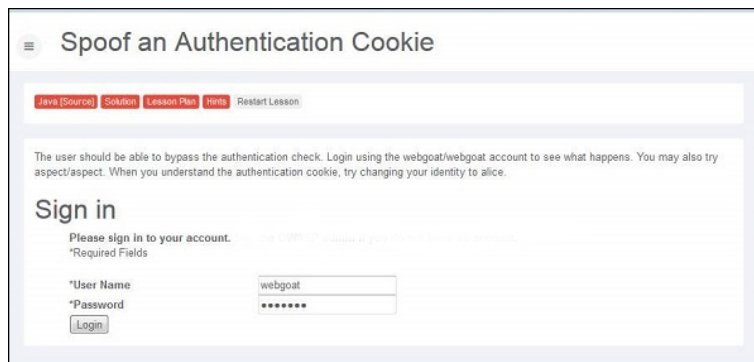 Spoof an Authentication Cookie
Java [Source] Solution Lesson Plan Hints Restart Lesson
The user should be able to bypass the authentication check. Login using the webgoat/webgoat account to see what happens. You may also try
aspect/aspect. When you understand the authentication cookie, try changing your identity to alice.
Sign in
Please sign in to your account.
*Required Fields
*User Name webgoat
*Password •••••••
Login